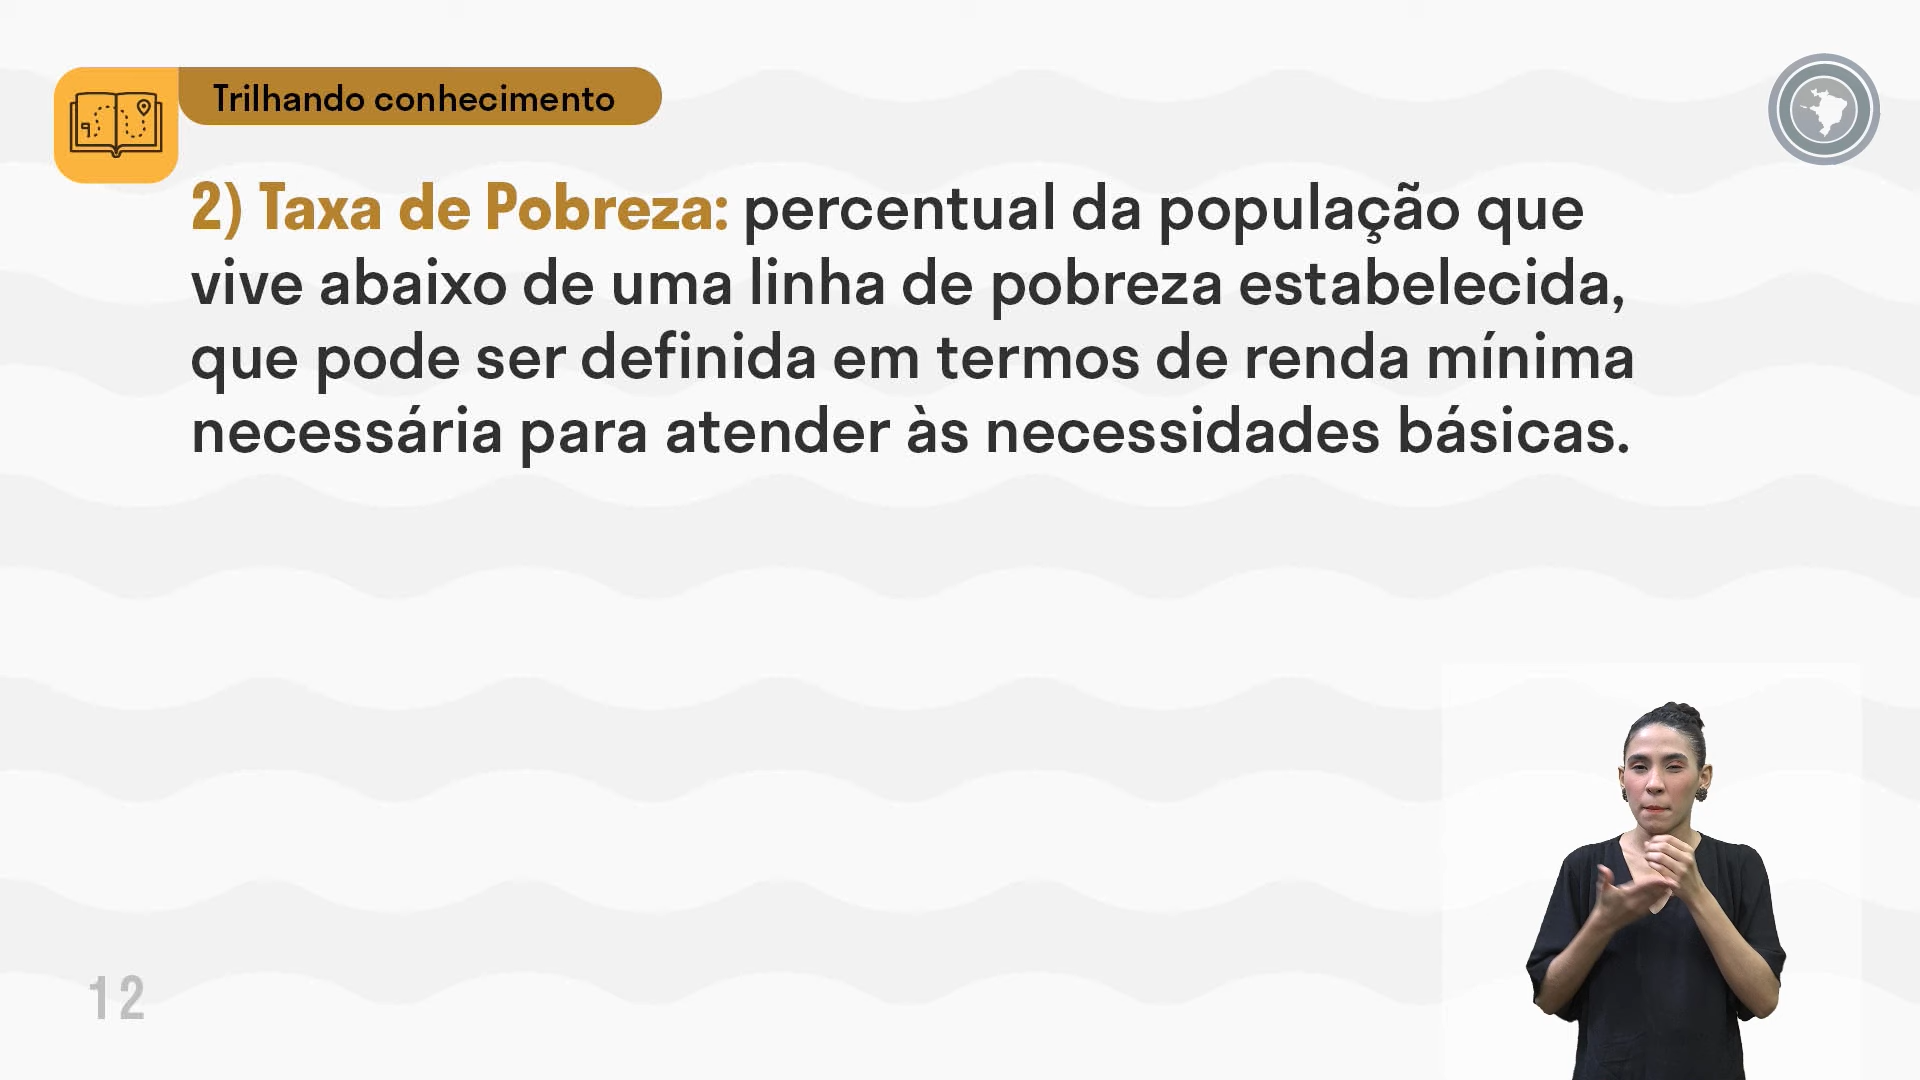 Trilhando conhecimento
2) Taxa de Pobreza: percentual da população que
vive abaixo de uma linha de pobreza estabelecida,
que pode ser definida em termos de renda mínima
necessária para atender às necessidades básicas.
12